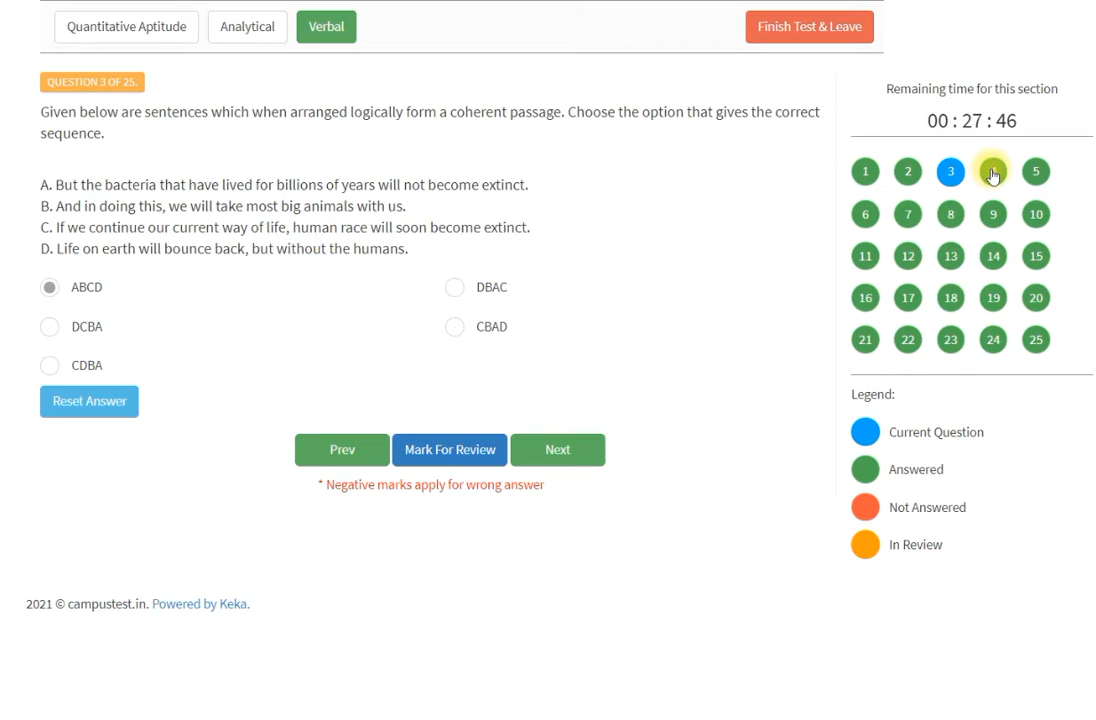 Quantitative Aptitude Analytical Verbal Finish Test & Leave
QUESTION 3 OF 25.
Given below are sentences which when arranged logically form a coherent passage. Choose the option that gives the correct
sequence.
A. But the bacteria that have lived for billions of years will not become extinct.
B. And in doing this, we will take most big animals with us.
C. If we continue our current way of life, human race will soon become extinct.
D. Life on earth will bounce back, but without the humans.
ABCD DBAC
DCBA CBAD
CDBA
Reset Answer
Prev Mark For Review Next
* Negative marks apply for wrong answer
Remaining time for this section
00 : 27 : 46
1 2 3 4 5
6 7 8 9 10
11 12 13 14 15
16 17 18 19 20
21 22 23 24 25
Legend:
Current Question
Answered
Not Answered
In Review
2021 © campustest.in. Powered by Keka.